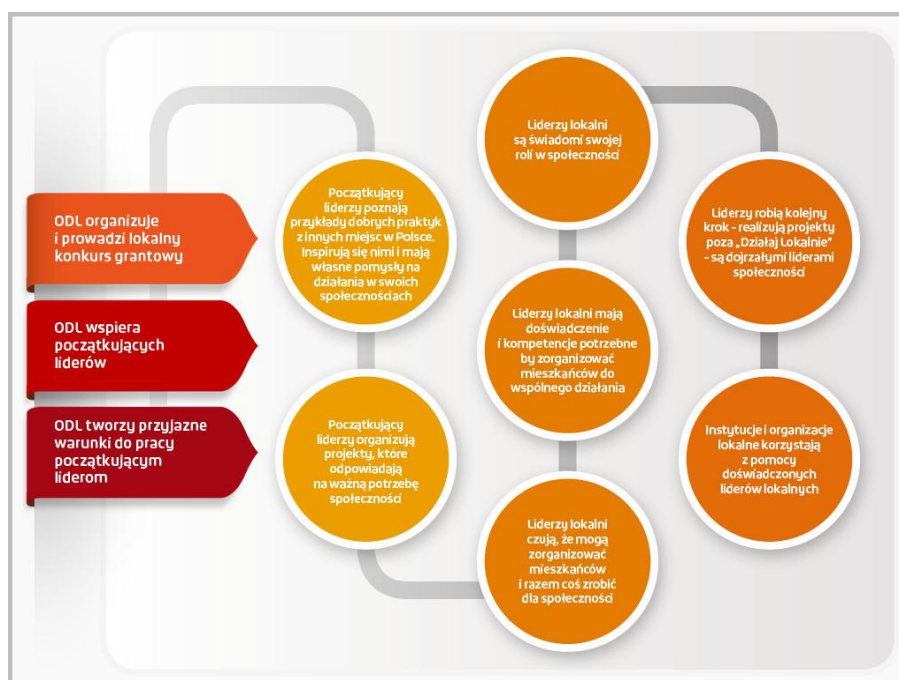 ODL organizuje
i prowadzi lokalny
konkurs grantowy
ODL wspiera
początkujących
liderów
ODL tworzy przyjazne
warunki do pracy
początkującym
liderom
Początkujący
liderzy poznają
przykłady dobrych praktyk
z innych miejsc w Polsce.
Inspirują się nimi i mają
własne pomysły na
działania w swoich
społecznościach
Początkujący
liderzy organizują
projekty, które
odpowiadają
na ważną potrzebę
społeczności
Liderzy lokalni
czują, że mogą
zorganizować
mieszkańców
i razem coś zrobić
dla społeczności
Liderzy lokalni mają
doświadczenie
i kompetencje potrzebne
by zorganizować
mieszkańców do
wspólnego działania
Liderzy lokalni
są świadomi swojej
roli w społeczności
Liderzy robią kolejny
krok - realizują projekty
poza „Działaj Lokalnie”
- są dojrzałymi liderami
społeczności
Instytucje i organizacje
lokalne korzystają
z pomocy
doświadczonych
liderów lokalnych